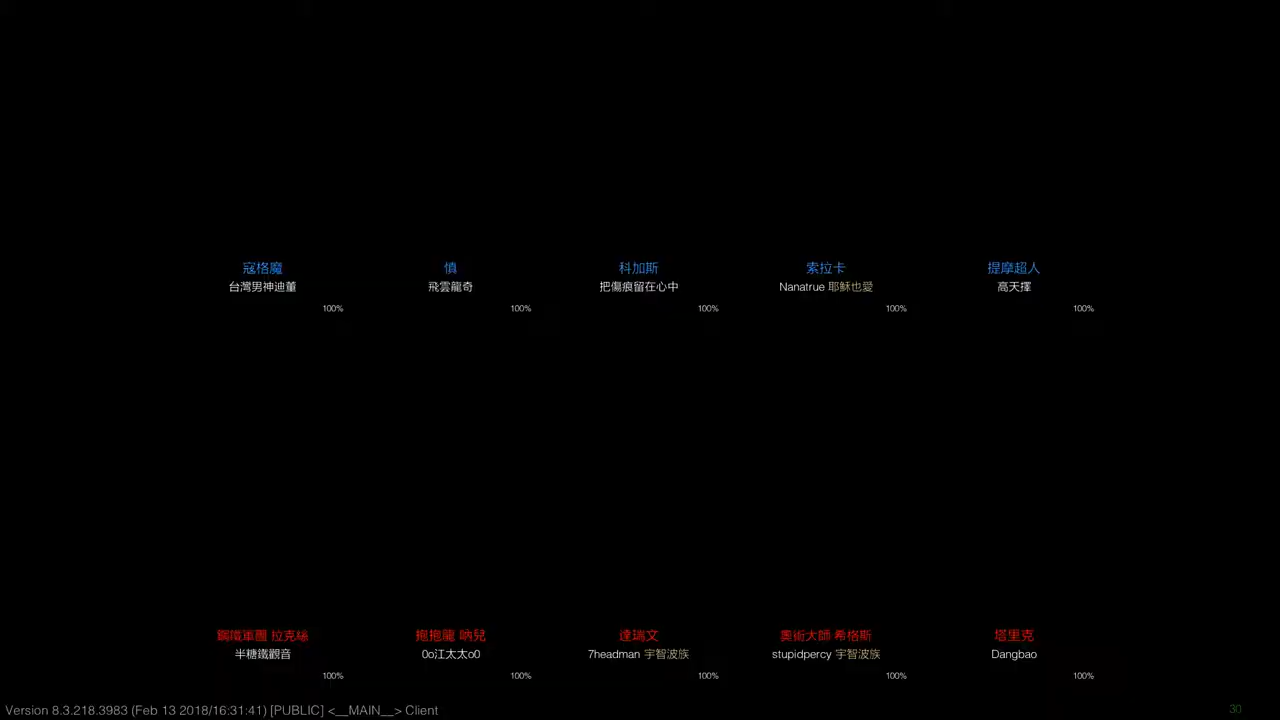 寇格魔 慎 科加斯 索拉卡 提摩超人
台灣男神迪董 飛雲龍奇 把傷痕留在心中 Nanatrue 耶穌也愛 高天擇
100% 100% 100% 100% 100%
鋼鐵軍團 拉克絲 抱抱龍 吶兒 達瑞文 奧術大師 希格斯 塔里克
半糖鐵觀音 0o江太太o0 7headman 宇智波族 stupidpercy 宇智波族 Dangbao
100% 100% 100% 100% 100%
Version 8.3.218.3983 (Feb 13 2018/16:31:41) [PUBLIC] <__MAIN__> Client 30